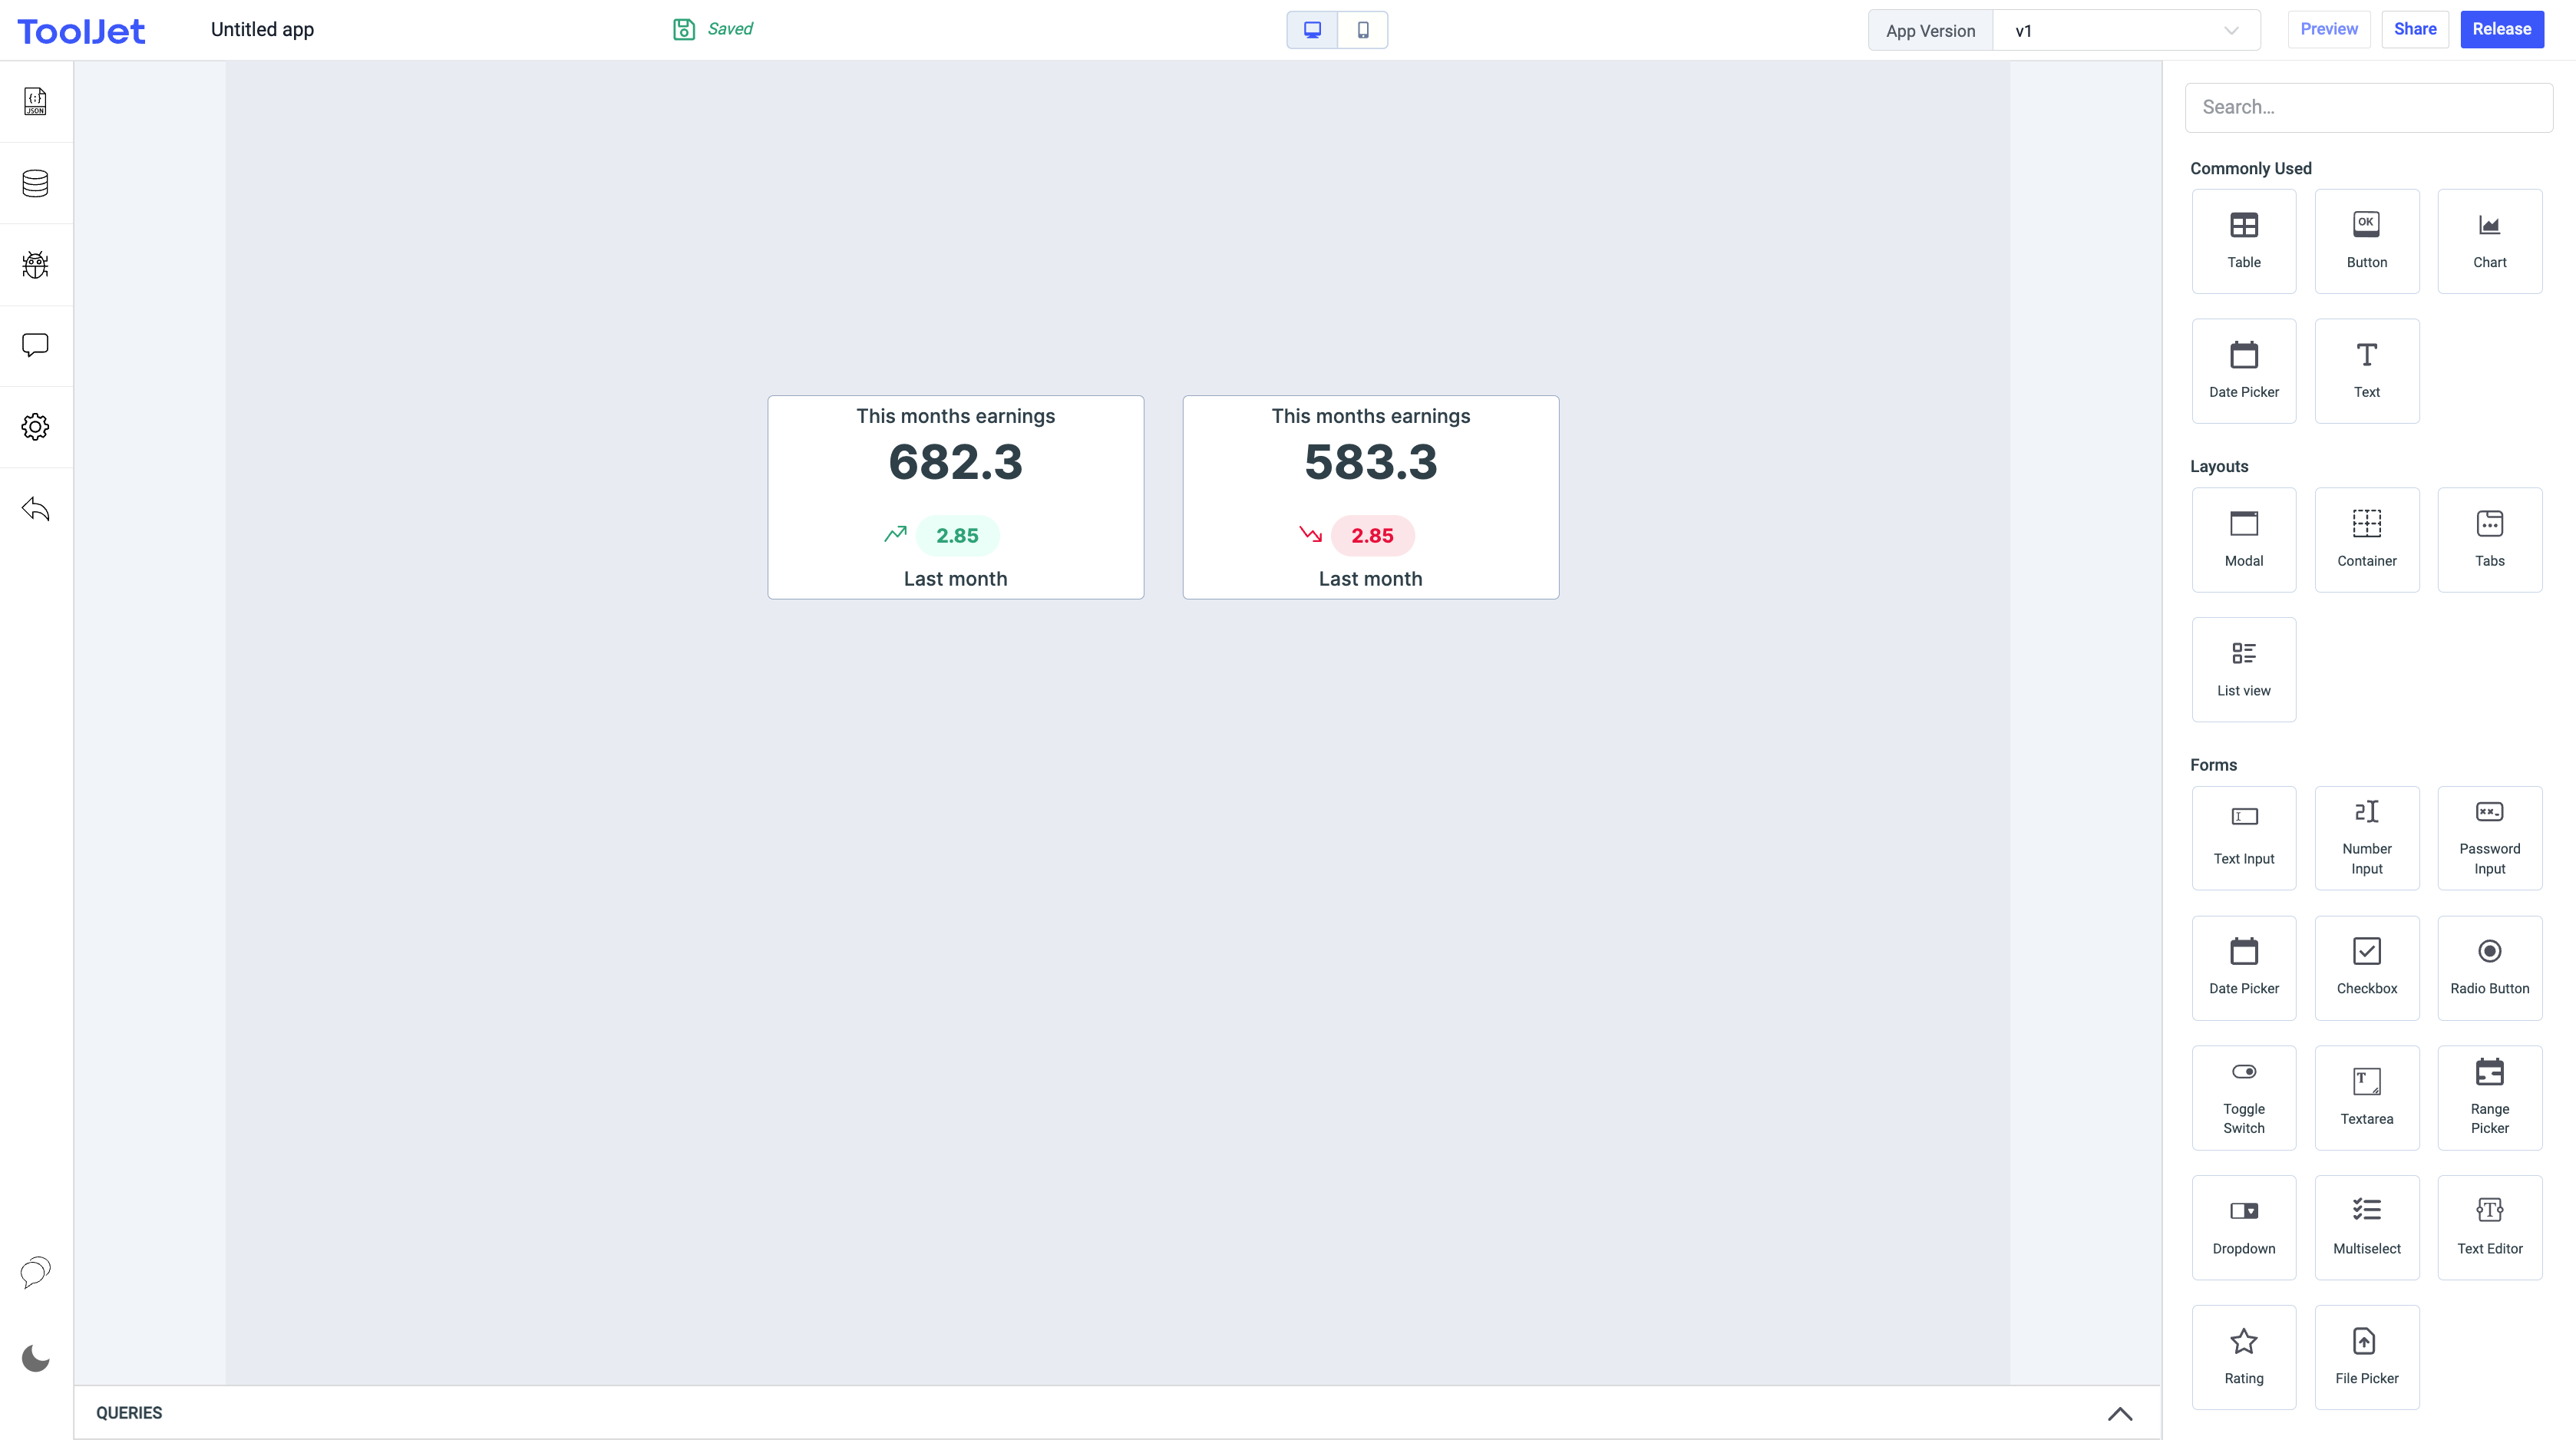 ToolJet
Untitled app
Saved
App Version
v1
Preview
Share
Release
JSON
Search...
Commonly Used
OK
Table
Button
Chart
Date Picker
Text
Layouts
Modal
Container
Tabs
List view
Forms
Text Input
Number Input
Password Input
Date Picker
Checkbox
Radio Button
Toggle Switch
Textarea
Range Picker
Dropdown
Multiselect
Text Editor
Rating
File Picker
This months earnings
682.3
2.85
Last month
This months earnings
583.3
2.85
Last month
QUERIES